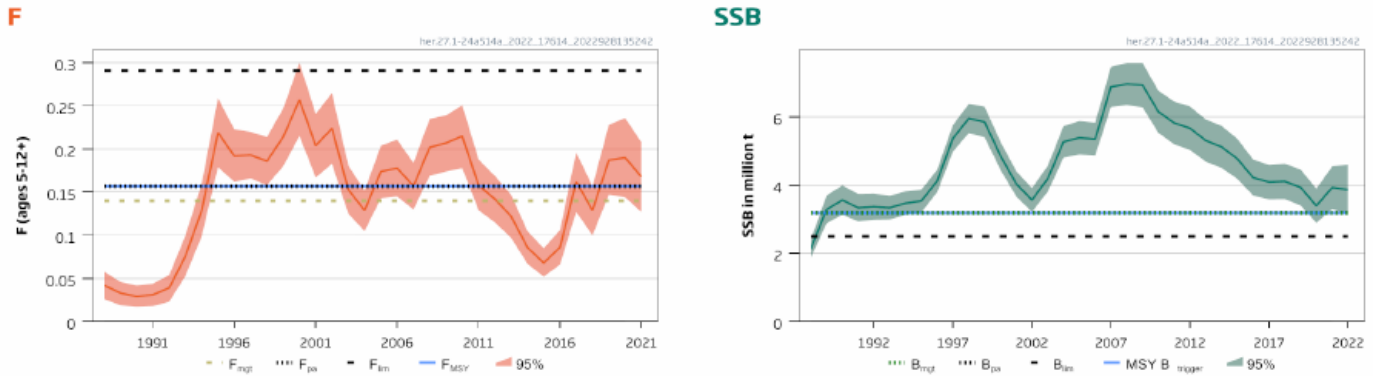 F
SSB
her.27.1-24a514a_2022_17614_2022928135242
her.27.1-24a514a_2022_17614_2022928135242
F (ages 5-12+)
0.3
0.25
0.2
0.15
0.1
0.05
0
1991 1996 2001 2006 2011 2016 2021
Fmgt Fpa Flim FMSY 95%
SSB in million t
6
4
2
0
1992 1997 2002 2007 2012 2017 2022
Bmgt Bpa Blim MSY B trigger 95%